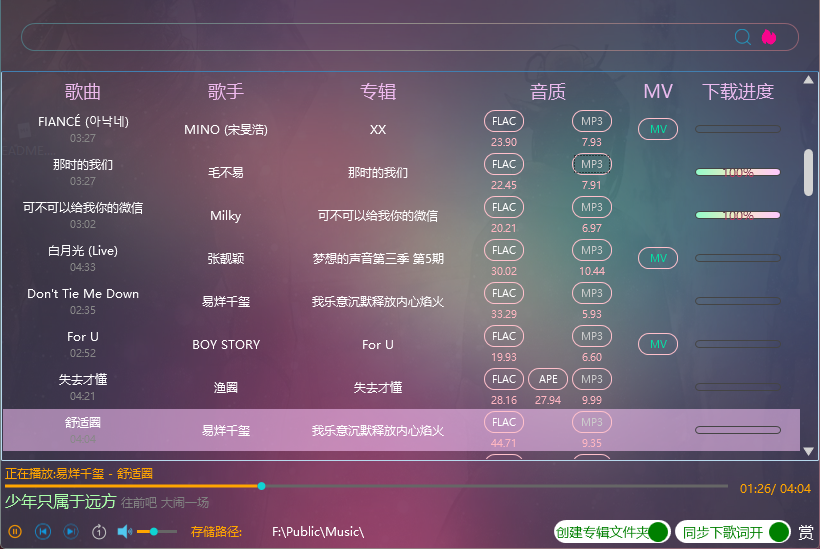 歌曲 歌手 专辑 音质 MV 下载进度
FIANCÉ (아낙네) MINO (宋旻浩) XX FLAC MP3 MV
03:27 23.90 7.93
那时的我们 毛不易 那时的我们 FLAC MP3 100%
03:27 22.45 7.91
可不可以给我你的微信 Milky 可不可以给我你的微信 FLAC MP3 100%
03:02 20.21 6.97
白月光 (Live) 张靓颖 梦想的声音第三季 第5期 FLAC MP3 MV
04:33 30.02 10.44
Don't Tie Me Down 易烊千玺 我乐意沉默释放内心焰火 FLAC MP3
02:35 33.29 5.93
For U BOY STORY For U FLAC MP3 MV
02:52 19.93 6.60
失去才懂 渔圈 失去才懂 FLAC APE MP3
04:21 28.16 27.94 9.99
舒适圈 易烊千玺 我乐意沉默释放内心焰火 FLAC MP3
04:04 44.71 9.35
正在播放:易烊千玺 - 舒适圈
01:26/ 04:04
少年只属于远方 往前吧 大闹一场
1 存储路径: F:\Public\Music\ 创建专辑文件夹 同步下歌词开 赏